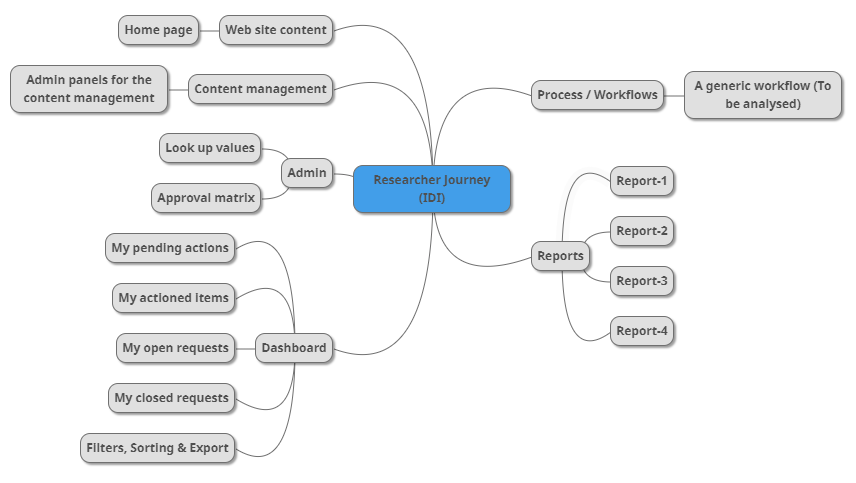 Home page
Web site content
Admin panels for the
content management
Content management
Look up values
Approval matrix
Admin
My pending actions
My actioned items
My open requests
My closed requests
Filters, Sorting & Export
Dashboard
Researcher Journey
(IDI)
Process / Workflows
A generic workflow (To
be analysed)
Reports
Report-1
Report-2
Report-3
Report-4